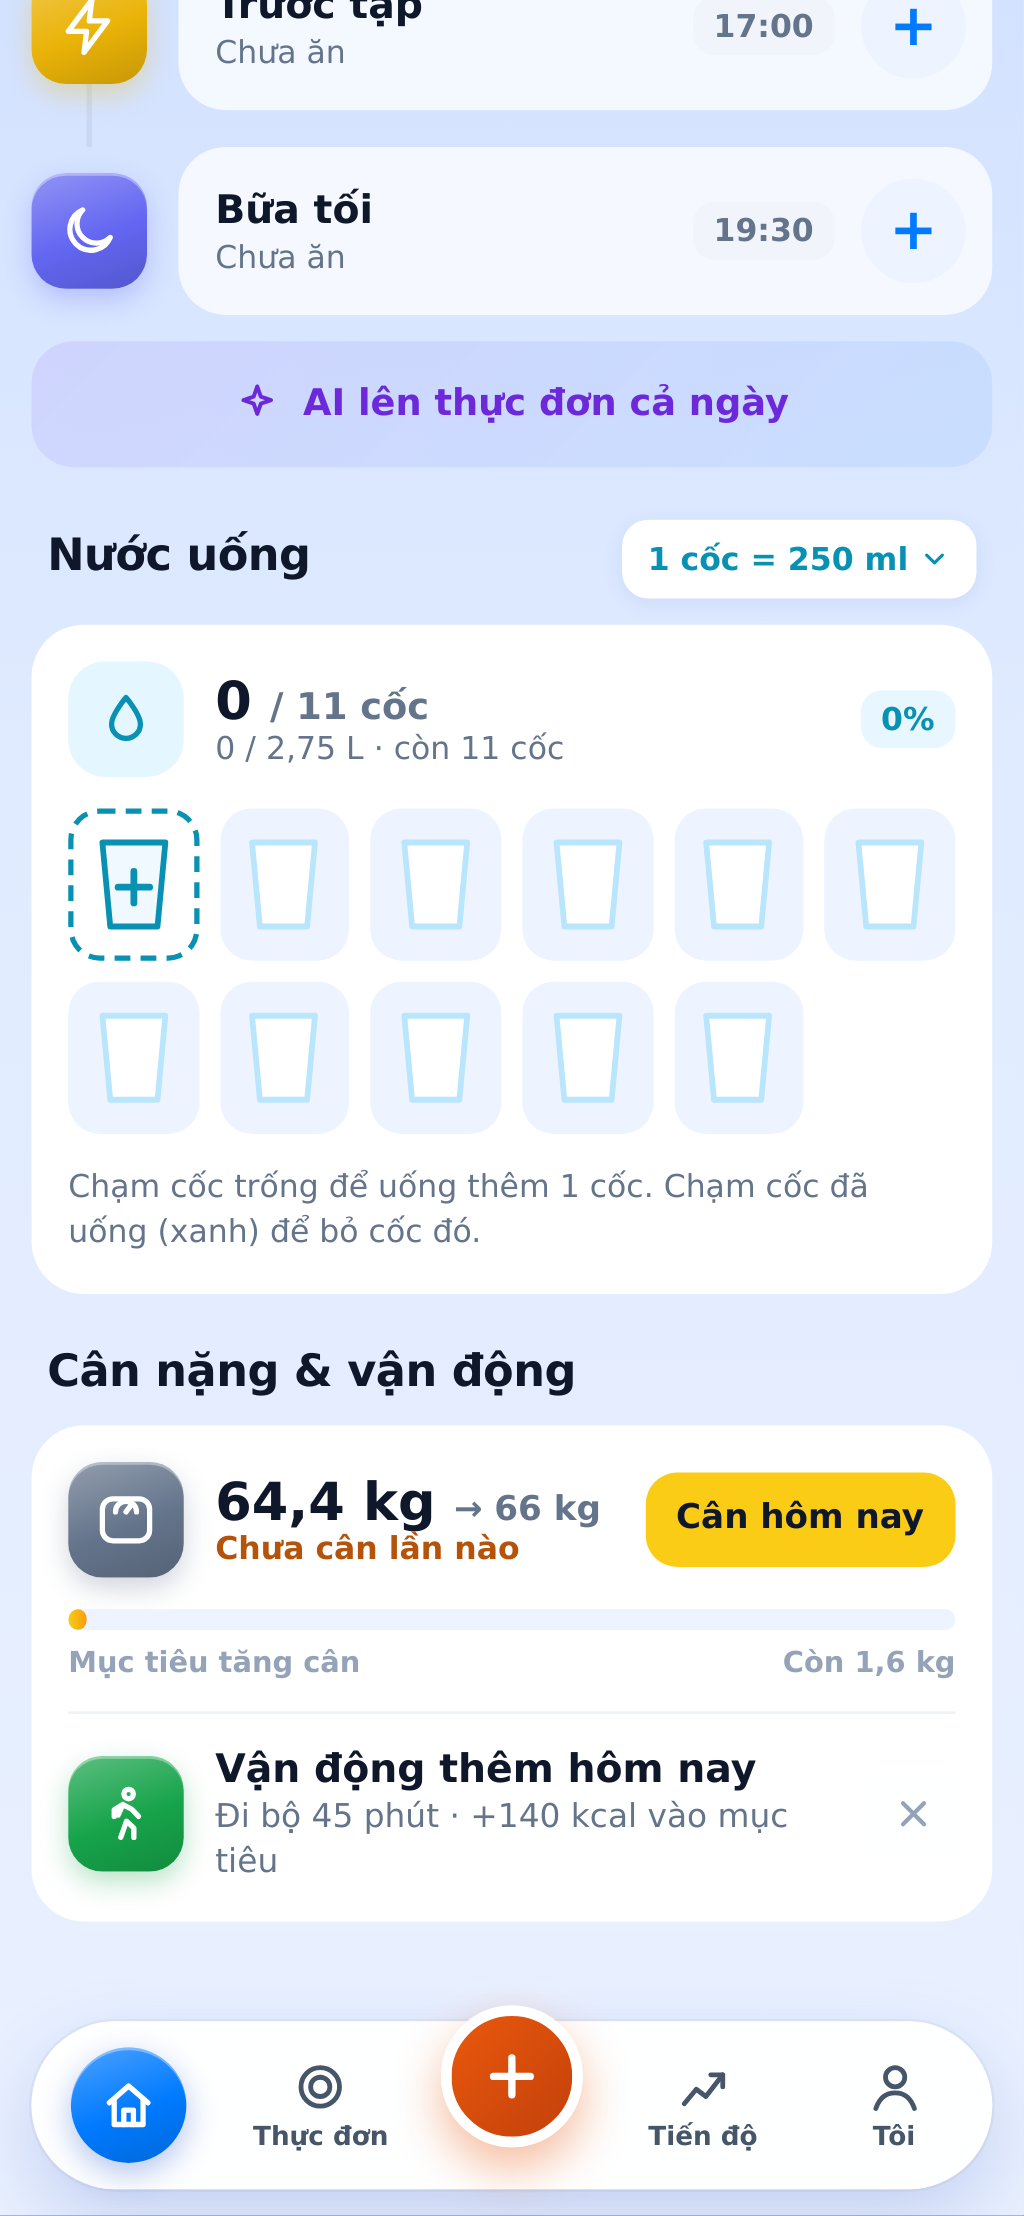 Trước tập
17:00
Chưa ăn
Bữa tối
19:30
Chưa ăn
AI lên thực đơn cả ngày
Nước uống
1 cốc = 250 ml
0 / 11 cốc
0 / 2,75 L · còn 11 cốc
0%
Chạm cốc trống để uống thêm 1 cốc. Chạm cốc đã
uống (xanh) để bỏ cốc đó.
Cân nặng & vận động
64,4 kg → 66 kg
Chưa cân lần nào
Cân hôm nay
Mục tiêu tăng cân
Còn 1,6 kg
Vận động thêm hôm nay
Đi bộ 45 phút · +140 kcal vào mục
tiêu
Thực đơn
Tiến độ
Tôi